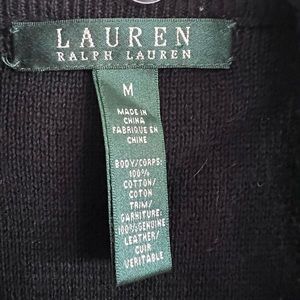 LAUREN
RALPH LAUREN
M
MADE IN
CHINA
FABRIQUE EN
CHINE
BODY/CORPS:
100%
COTTON/
COTON
TRIM/
GARNITURE:
100%GENUINE
LEATHER/
CUIR
VERITABLE